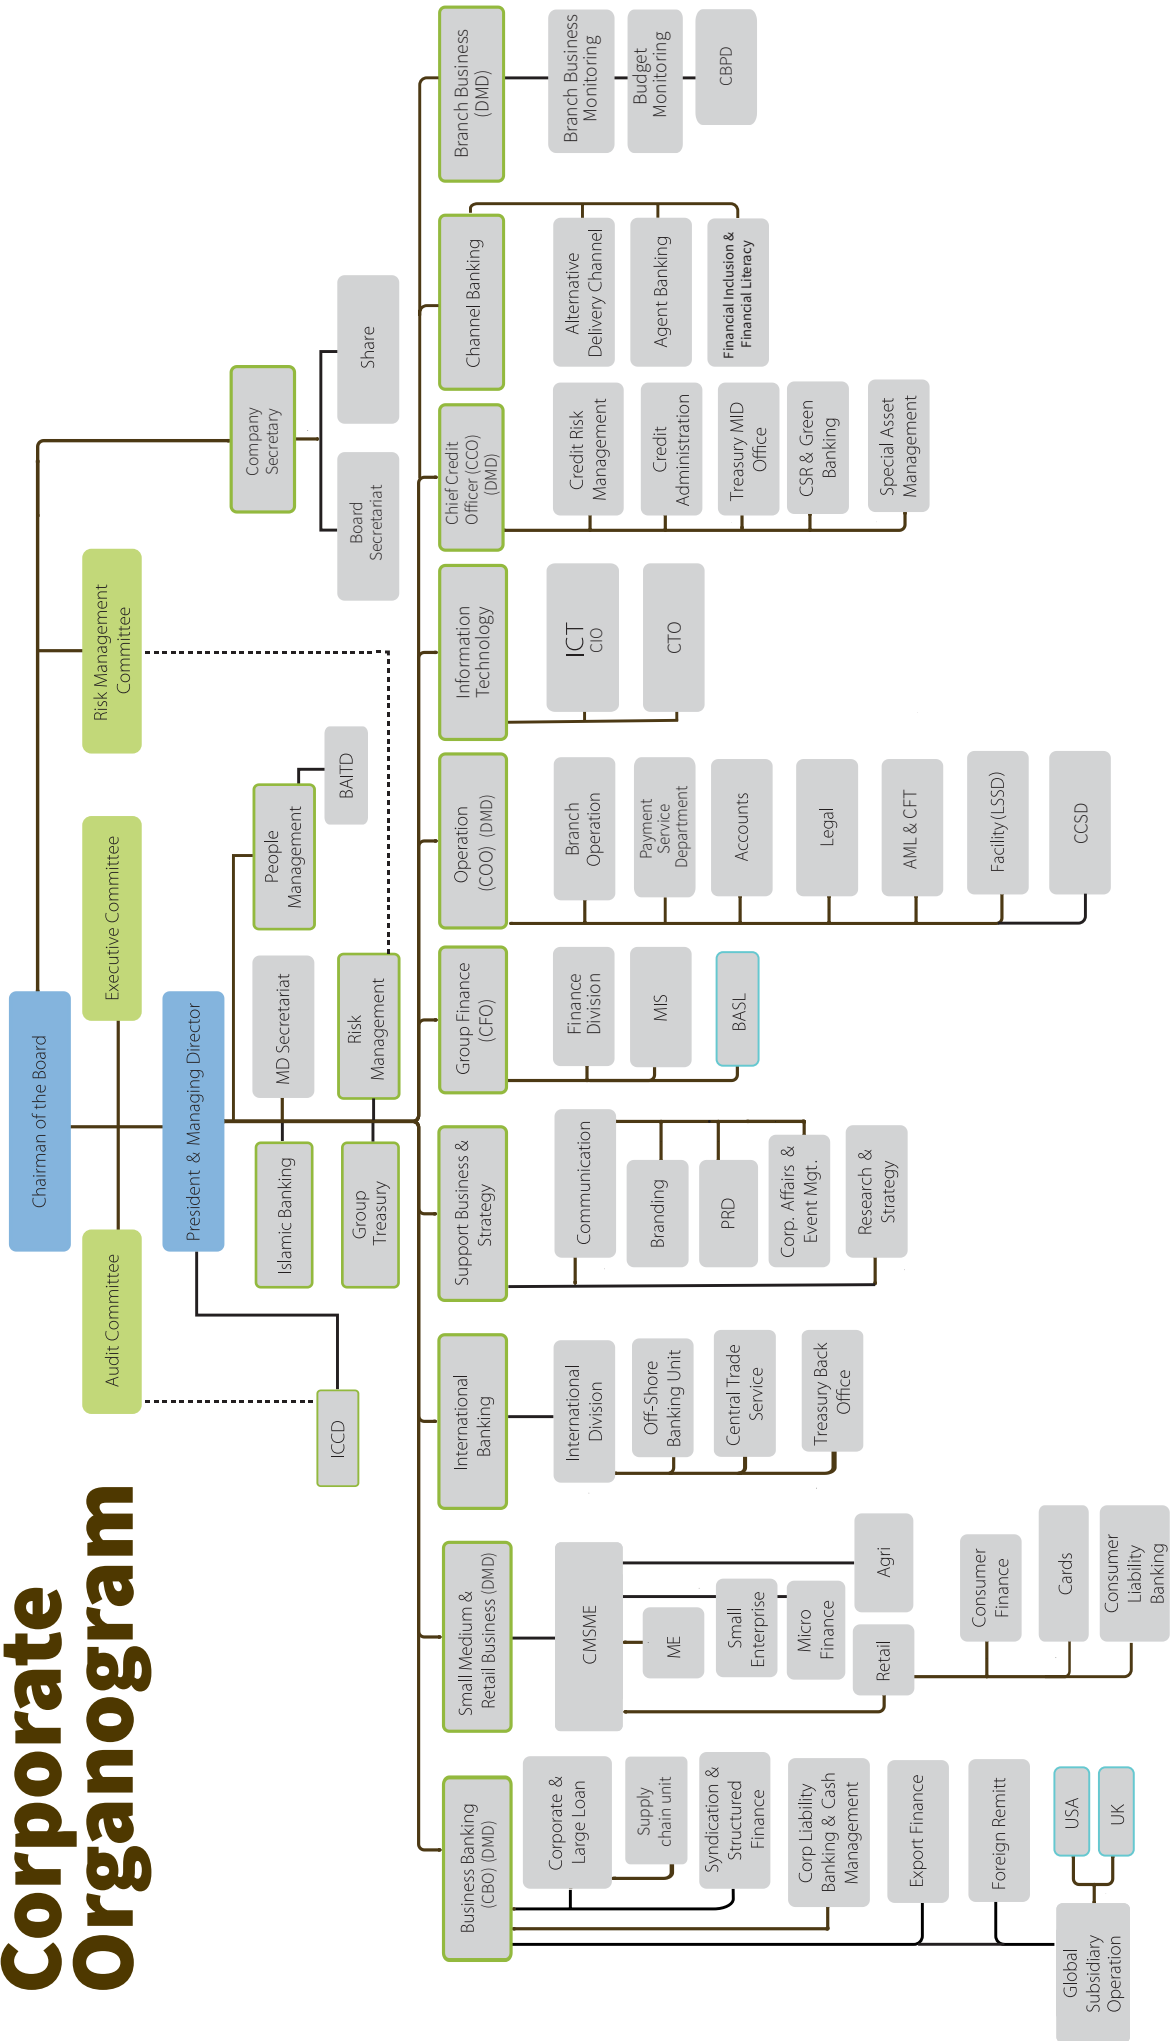 Corporate
Organogram
Chairman of the Board
Audit Committee
Executive Committee
Risk Management
Committee
President & Managing Director
Company
Secretary
Board
Secretariat
Share
ICCD
Islamic Banking
MD Secretariat
People
Management
BAITD
Group
Treasury
Risk
Management
Business Banking
(CBO) (DMD)
Corporate &
Large Loan
Supply
chain unit
Syndication &
Structured
Finance
Corp Liability
Banking & Cash
Management
Export Finance
Foreign Remitt
Global
Subsidiary
Operation
USA
UK
Small Medium &
Retail Business (DMD)
CMSME
ME
Small
Enterprise
Micro
Finance
Agri
Retail
Consumer
Finance
Cards
Consumer
Liability
Banking
International
Banking
International
Division
Off-Shore
Banking Unit
Central Trade
Service
Treasury Back
Office
Support Business &
Strategy
Communication
Branding
PRD
Corp. Affairs &
Event Mgt.
Research &
Strategy
Group Finance
(CFO)
Finance
Division
MIS
BASL
Operation
(COO) (DMD)
Branch
Operation
Payment
Service
Department
Accounts
Legal
AML & CFT
Facility (LSSD)
CCSD
Information
Technology
ICT
CIO
CTO
Chief Credit
Officer (CCO)
(DMD)
Credit Risk
Management
Credit
Administration
Treasury MID
Office
CSR & Green
Banking
Special Asset
Management
Channel Banking
Alternative
Delivery Channel
Agent Banking
Financial Inclusion &
Financial Literacy
Branch Business
(DMD)
Branch Business
Monitoring
Budget
Monitoring
CBPD